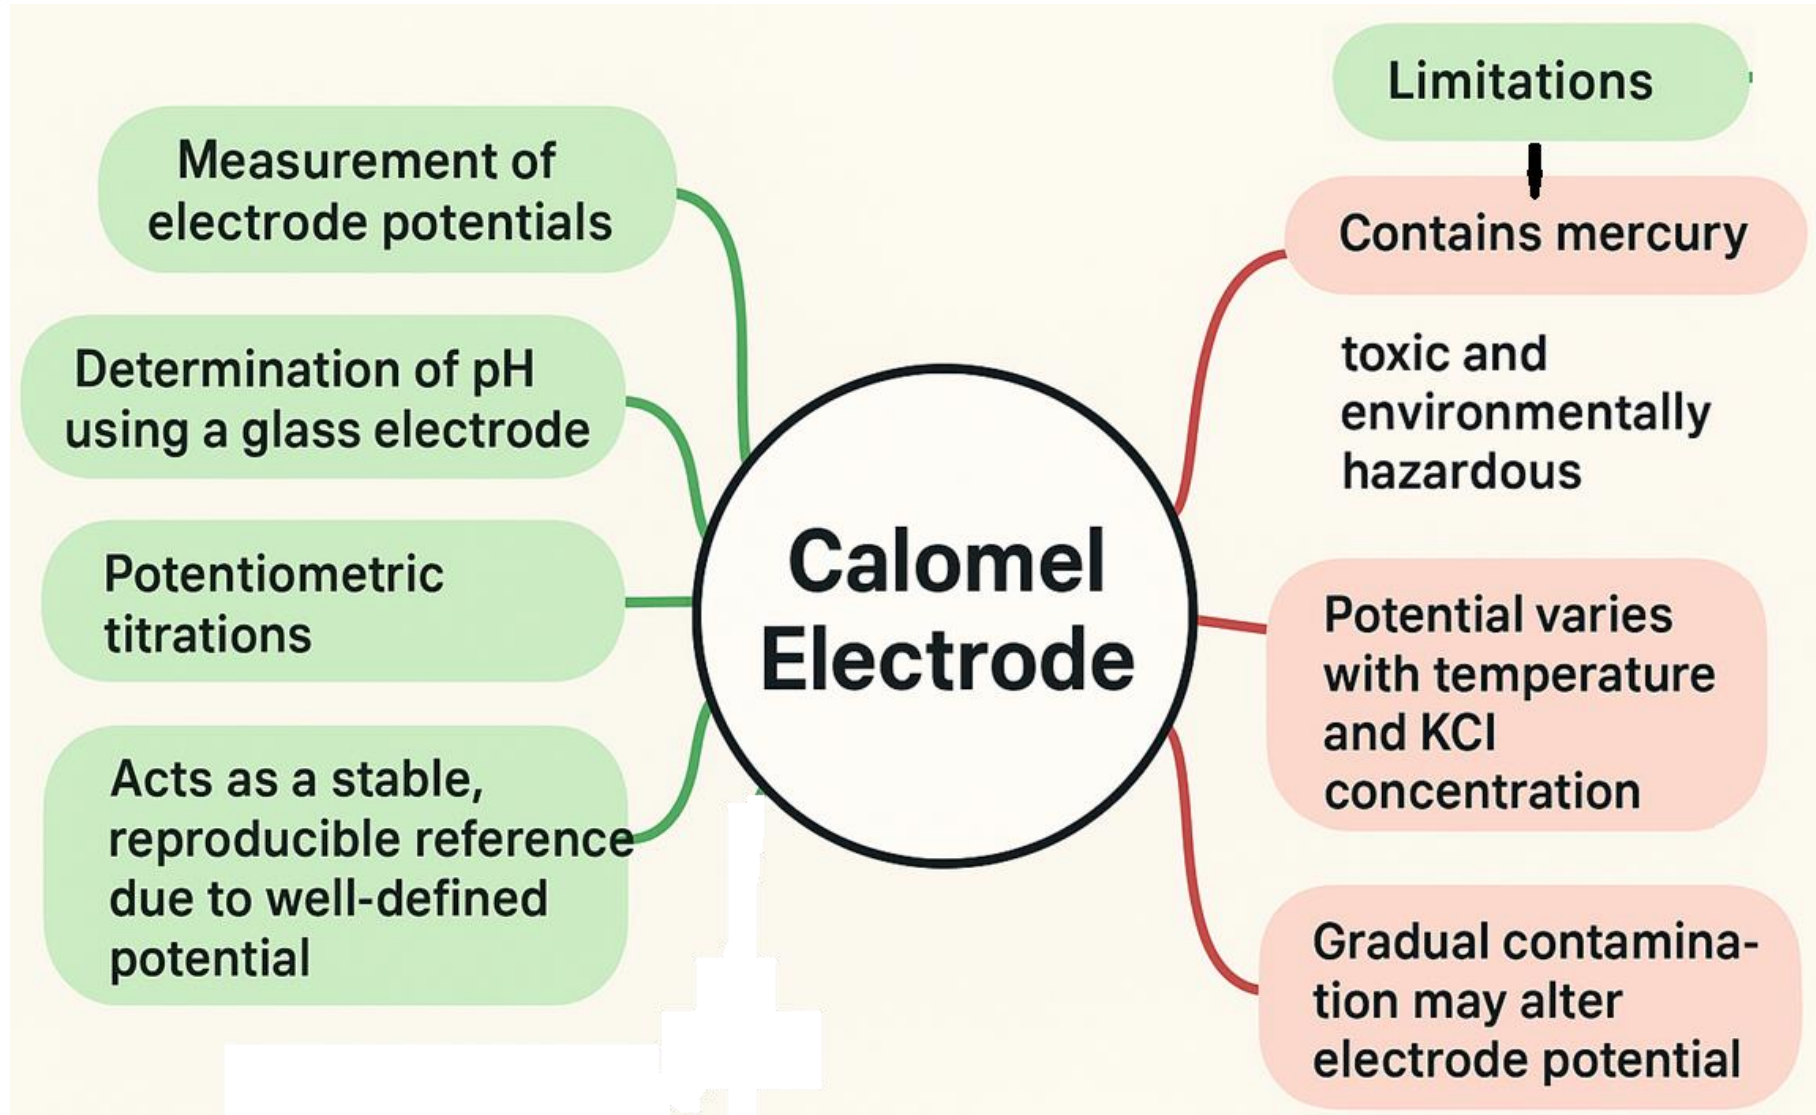 Measurement of
electrode potentials
Determination of pH
using a glass electrode
Potentiometric
titrations
Acts as a stable,
reproducible reference
due to well-defined
potential
Calomel
Electrode
Limitations
Contains mercury
toxic and
environmentally
hazardous
Potential varies
with temperature
and KCl
concentration
Gradual contamina-
tion may alter
electrode potential